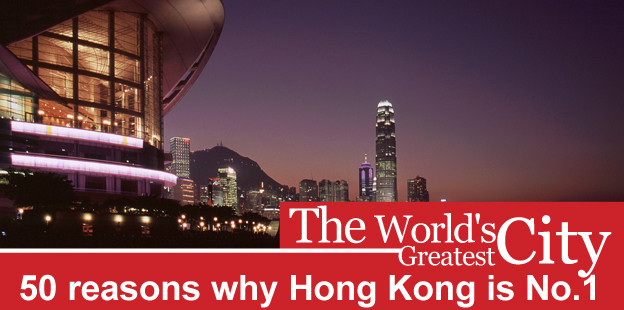 The World's
Greatest City
50 reasons why Hong Kong is No.1